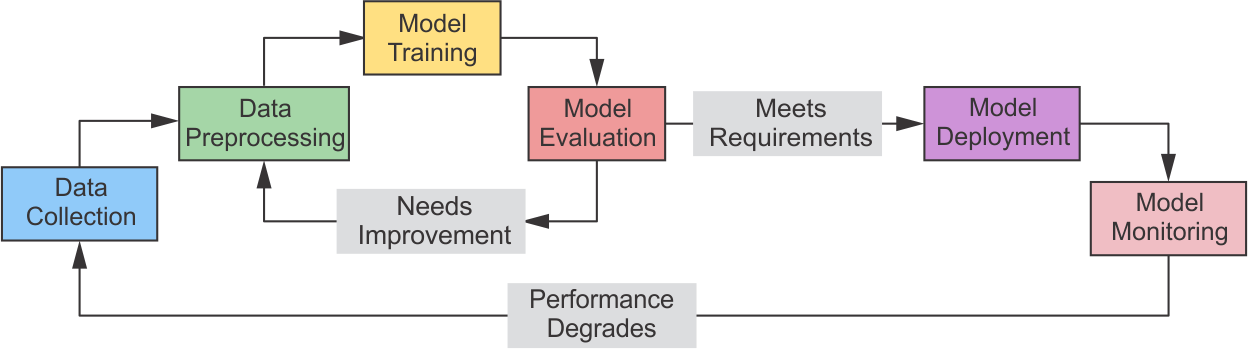 Model
Training
Data
Preprocessing
Model
Evaluation
Meets
Requirements
Model
Deployment
Data
Collection
Needs
Improvement
Model
Monitoring
Performance
Degrades